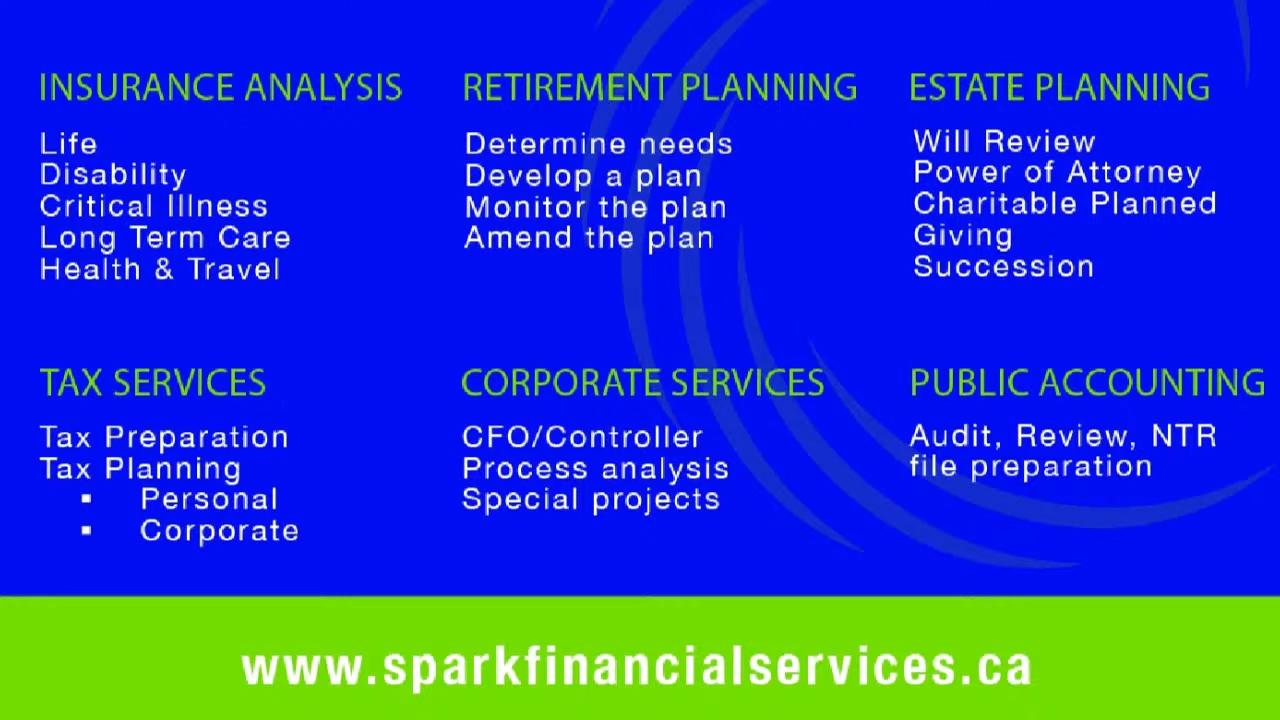 INSURANCE ANALYSIS
Life
Disability
Critical Illness
Long Term Care
Health & Travel
RETIREMENT PLANNING
Determine needs
Develop a plan
Monitor the plan
Amend the plan
ESTATE PLANNING
Will Review
Power of Attorney
Charitable Planned
Giving
Succession
TAX SERVICES
Tax Preparation
Tax Planning
▪ Personal
▪ Corporate
CORPORATE SERVICES
CFO/Controller
Process analysis
Special projects
PUBLIC ACCOUNTING
Audit, Review, NTR
file preparation
www.sparkfinancialservices.ca